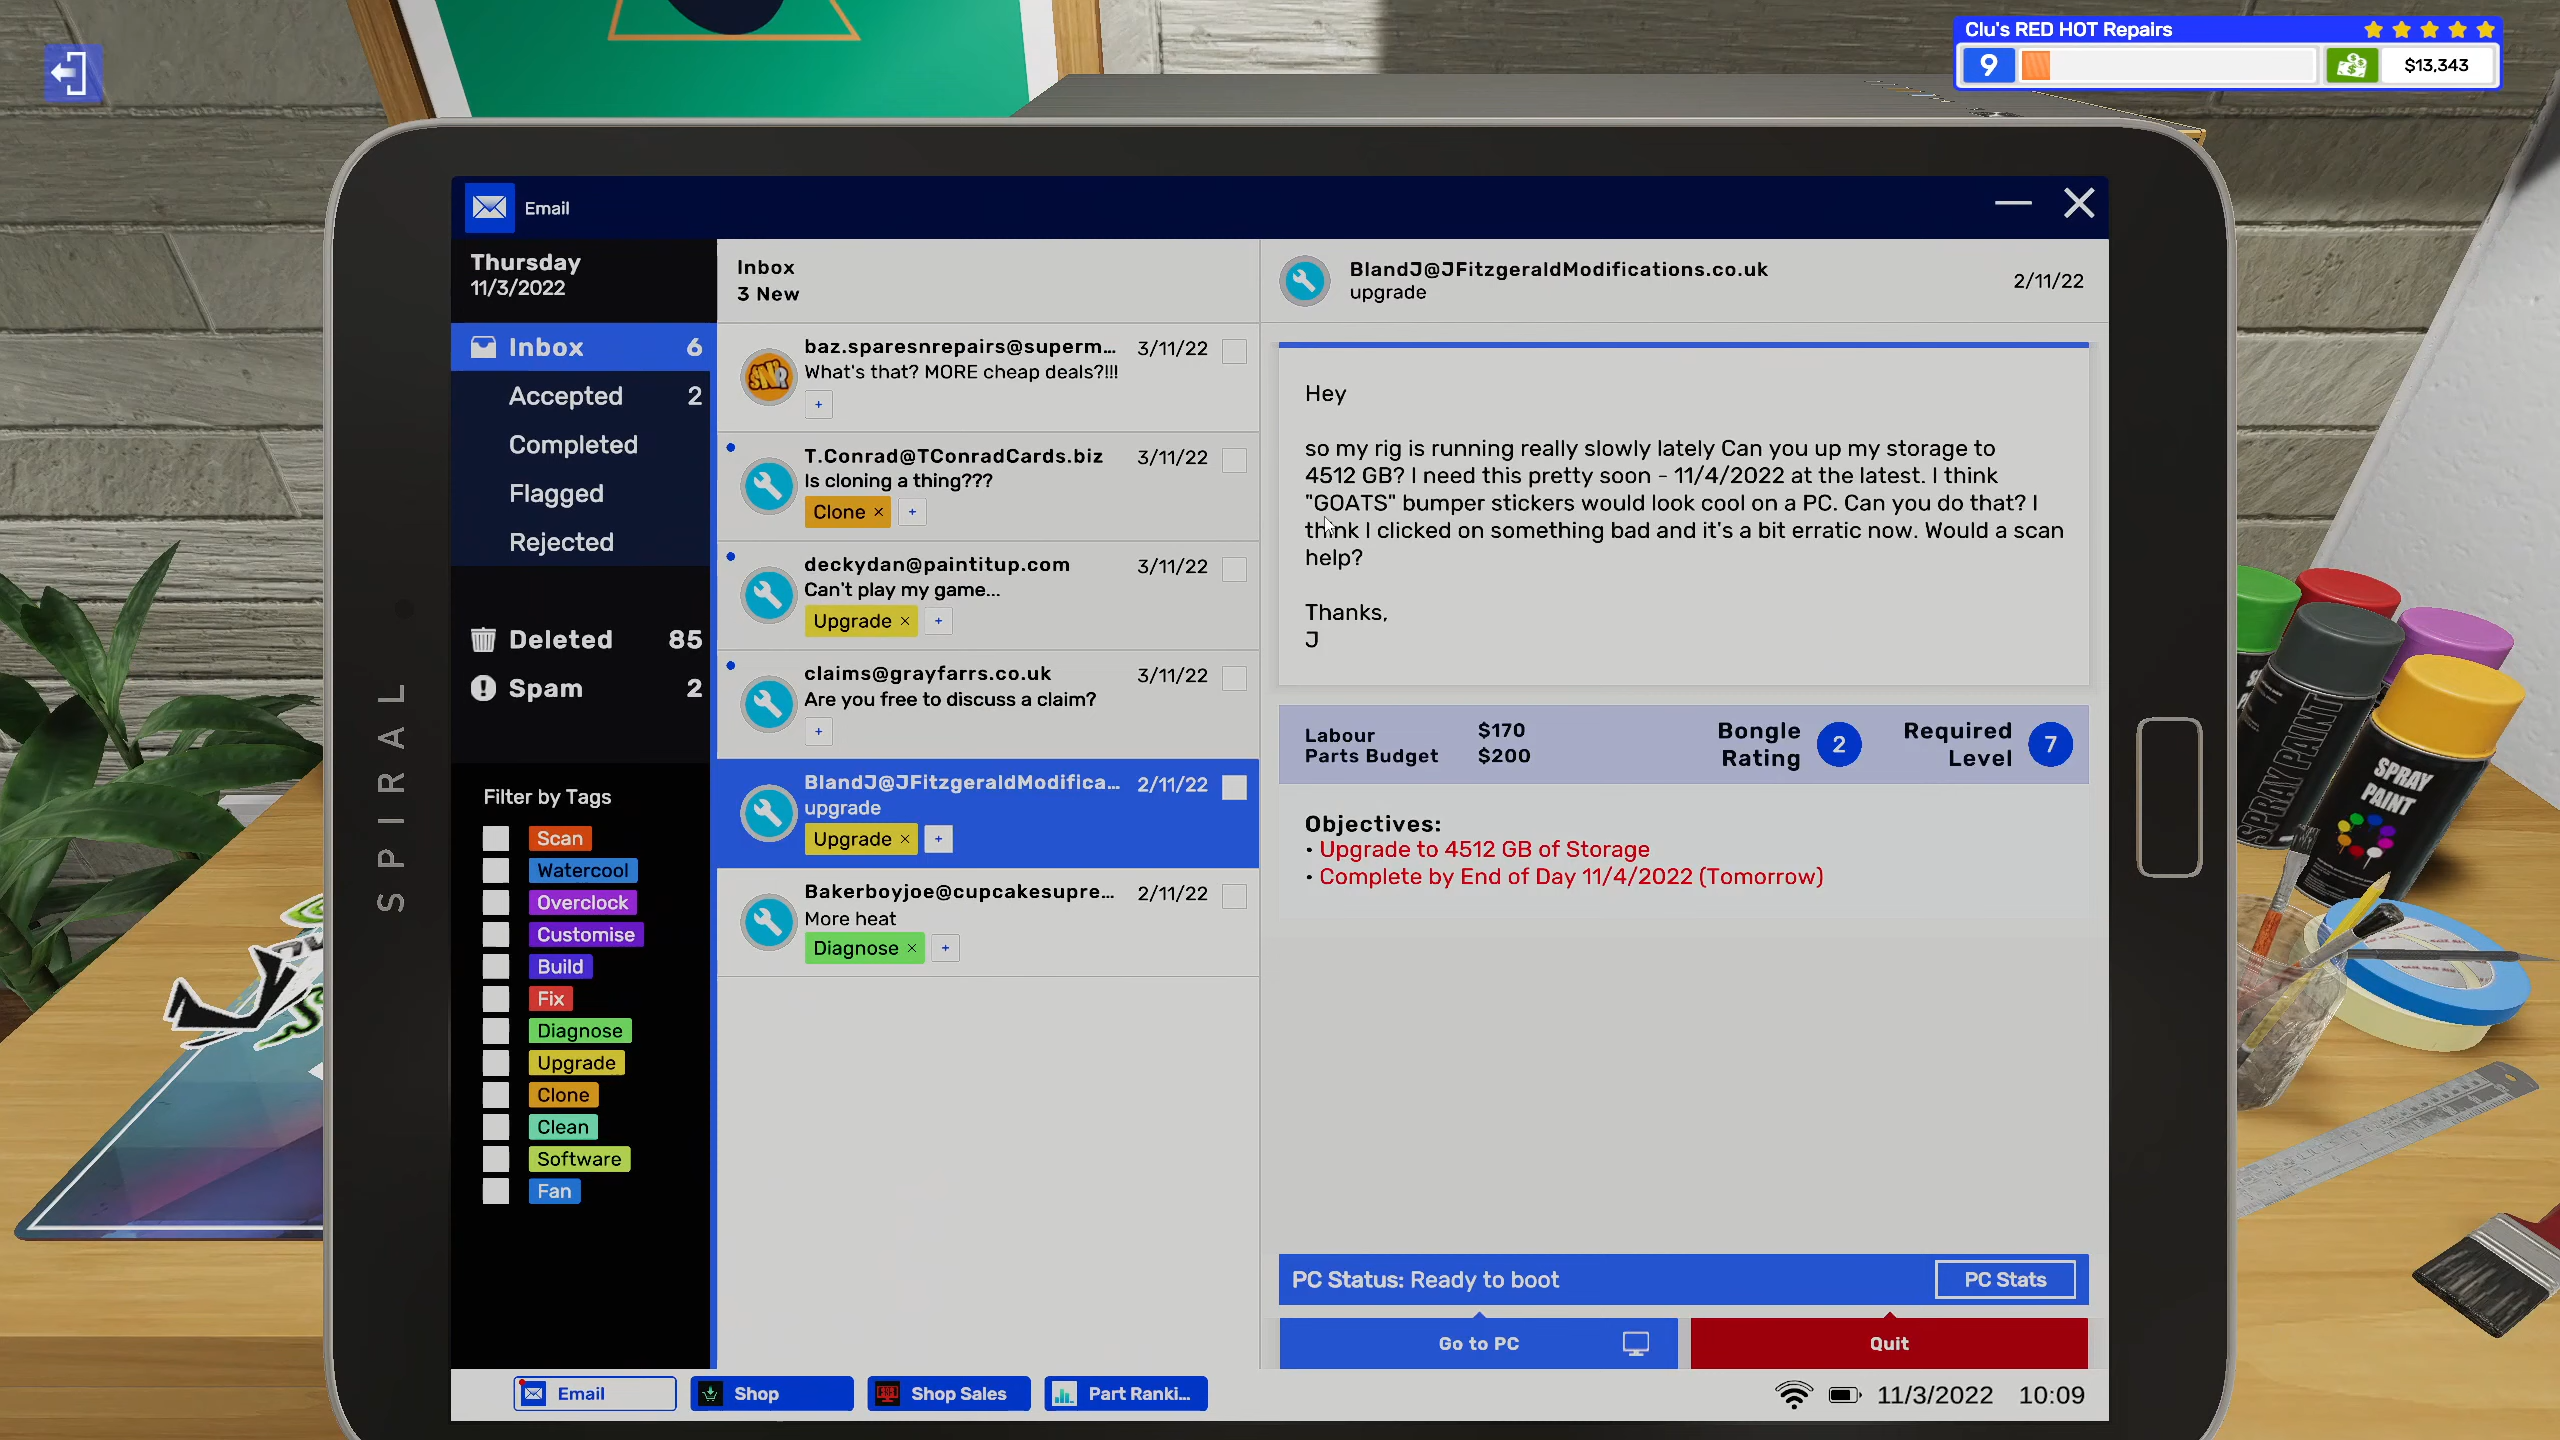 Clu's RED HOT Repairs
9
$13,343
Email
Thursday
11/3/2022
Inbox 6
Accepted 2
Completed
Flagged
Rejected
Deleted 85
Spam 2
Filter by Tags
Scan
Watercool
Overclock
Customise
Build
Fix
Diagnose
Upgrade
Clone
Clean
Software
Fan
Inbox
3 New
baz.sparesnrepairs@superm... 3/11/22
What's that? MORE cheap deals?!!!
+
T.Conrad@TConradCards.biz 3/11/22
Is cloning a thing???
Clone × +
deckydan@paintitup.com 3/11/22
Can't play my game...
Upgrade × +
claims@grayfarrs.co.uk 3/11/22
Are you free to discuss a claim?
+
BlandJ@JFitzgeraldModifica... 2/11/22
upgrade
Upgrade × +
Bakerboyjoe@cupcakesupre... 2/11/22
More heat
Diagnose × +
BlandJ@JFitzgeraldModifications.co.uk 2/11/22
upgrade
Hey
so my rig is running really slowly lately Can you up my storage to
4512 GB? I need this pretty soon - 11/4/2022 at the latest. I think
"GOATS" bumper stickers would look cool on a PC. Can you do that? I
think I clicked on something bad and it's a bit erratic now. Would a scan
help?
Thanks,
J
Labour $170
Parts Budget $200
Bongle
Rating 2
Required
Level 7
Objectives:
• Upgrade to 4512 GB of Storage
• Complete by End of Day 11/4/2022 (Tomorrow)
PC Status: Ready to boot PC Stats
Go to PC Quit
Email Shop Shop Sales Part Ranki... 11/3/2022 10:09
SPIRAL
SNR
SPRAY PAINT
SPRAY
PAINT